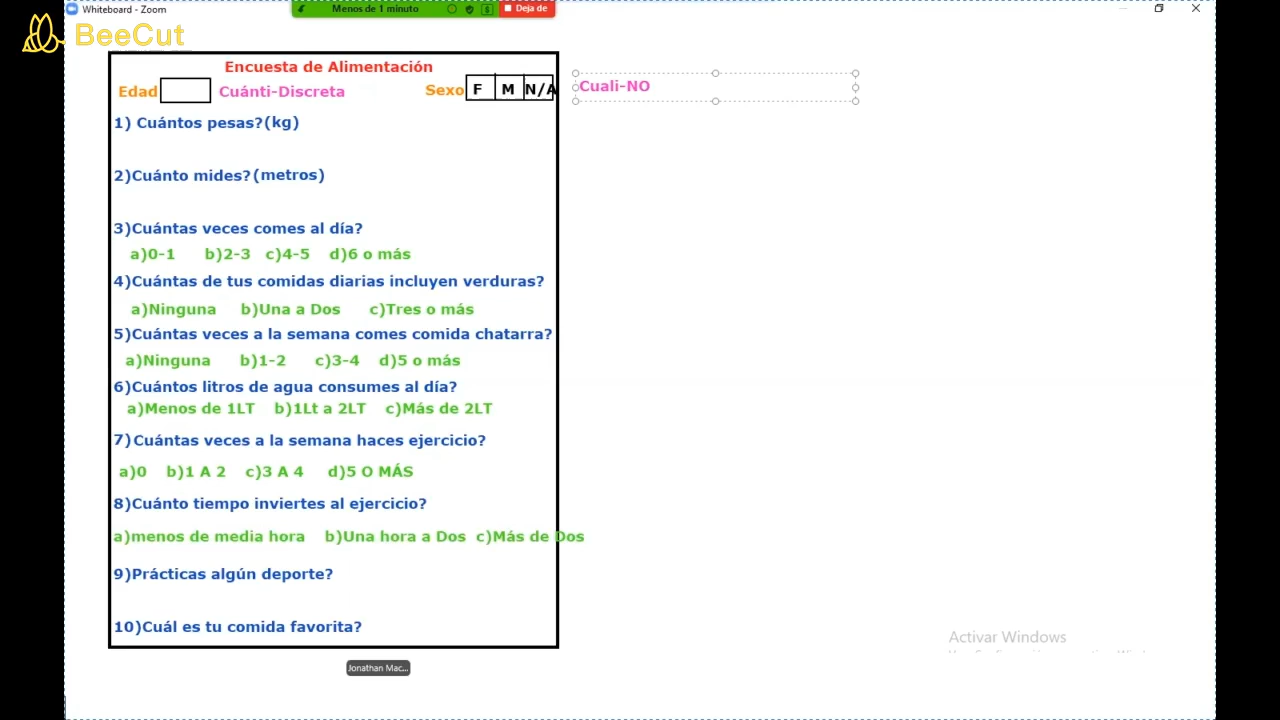 Whiteboard - Zoom
Menos de 1 minuto
Deja de
BeeCut
Encuesta de Alimentación
Edad Cuánti-Discreta Sexo F M N/A Cuali-NO
1) Cuántos pesas?(kg)
2)Cuánto mides?(metros)
3)Cuántas veces comes al día?
a)0-1 b)2-3 c)4-5 d)6 o más
4)Cuántas de tus comidas diarias incluyen verduras?
a)Ninguna b)Una a Dos c)Tres o más
5)Cuántas veces a la semana comes comida chatarra?
a)Ninguna b)1-2 c)3-4 d)5 o más
6)Cuántos litros de agua consumes al día?
a)Menos de 1LT b)1Lt a 2LT c)Más de 2LT
7)Cuántas veces a la semana haces ejercicio?
a)0 b)1 A 2 c)3 A 4 d)5 O MÁS
8)Cuánto tiempo inviertes al ejercicio?
a)menos de media hora b)Una hora a Dos c)Más de Dos
9)Prácticas algún deporte?
10)Cuál es tu comida favorita?
Activar Windows
Jonathan Mac...